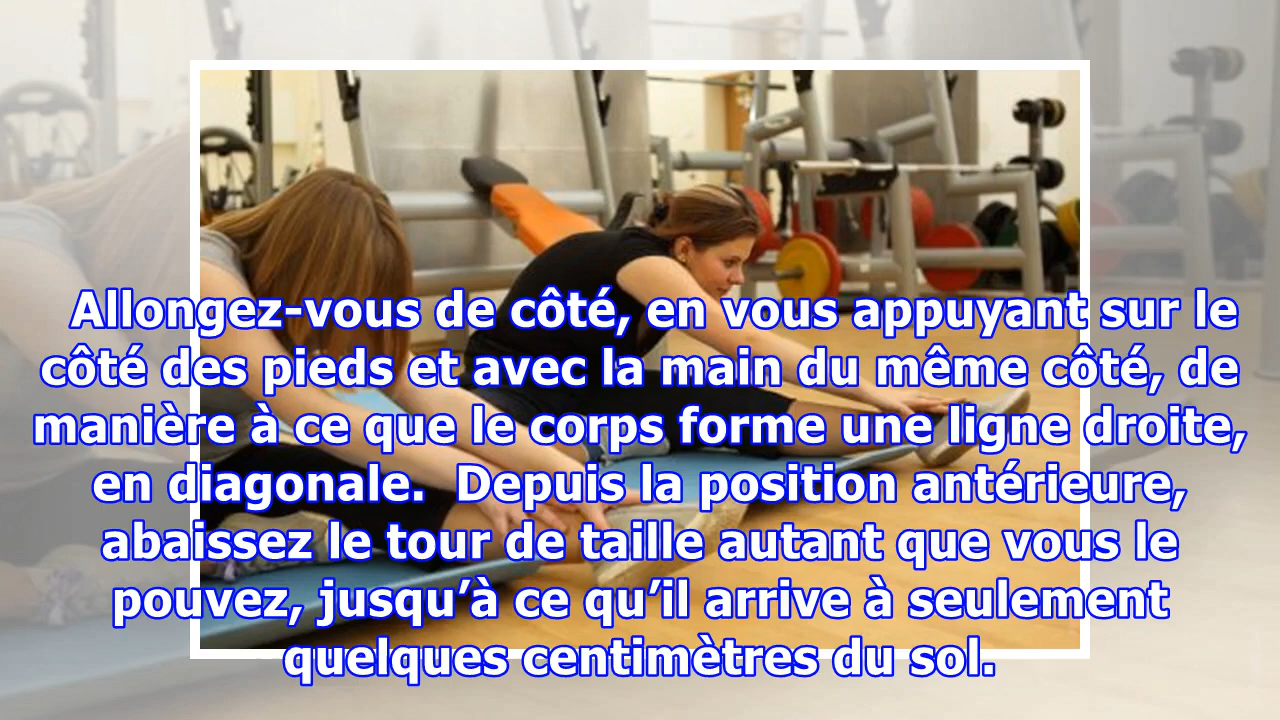 Allongez-vous de côté, en vous appuyant sur le
côté des pieds et avec la main du même côté, de
manière à ce que le corps forme une ligne droite,
en diagonale.  Depuis la position antérieure,
abaissez le tour de taille autant que vous le
pouvez, jusqu’à ce qu’il arrive à seulement
quelques centimètres du sol.